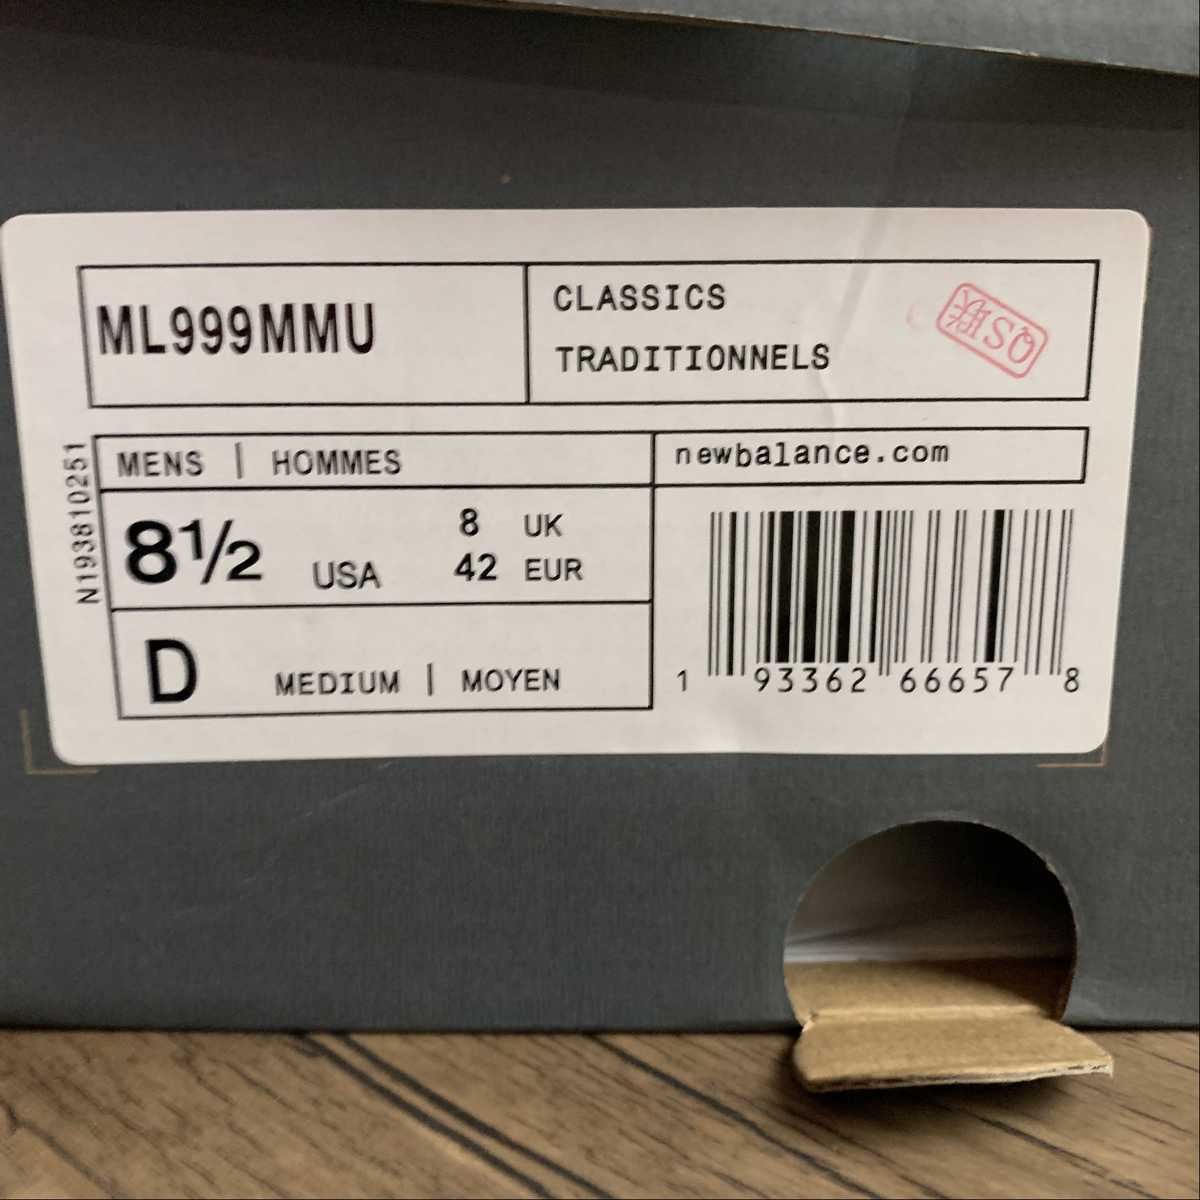 ML999MMU
CLASSICS
TRADITIONNELS
N193810251
MENS | HOMMES
newbalance.com
8½ USA
8 UK
42 EUR
D MEDIUM | MOYEN
1 93362 66657 8